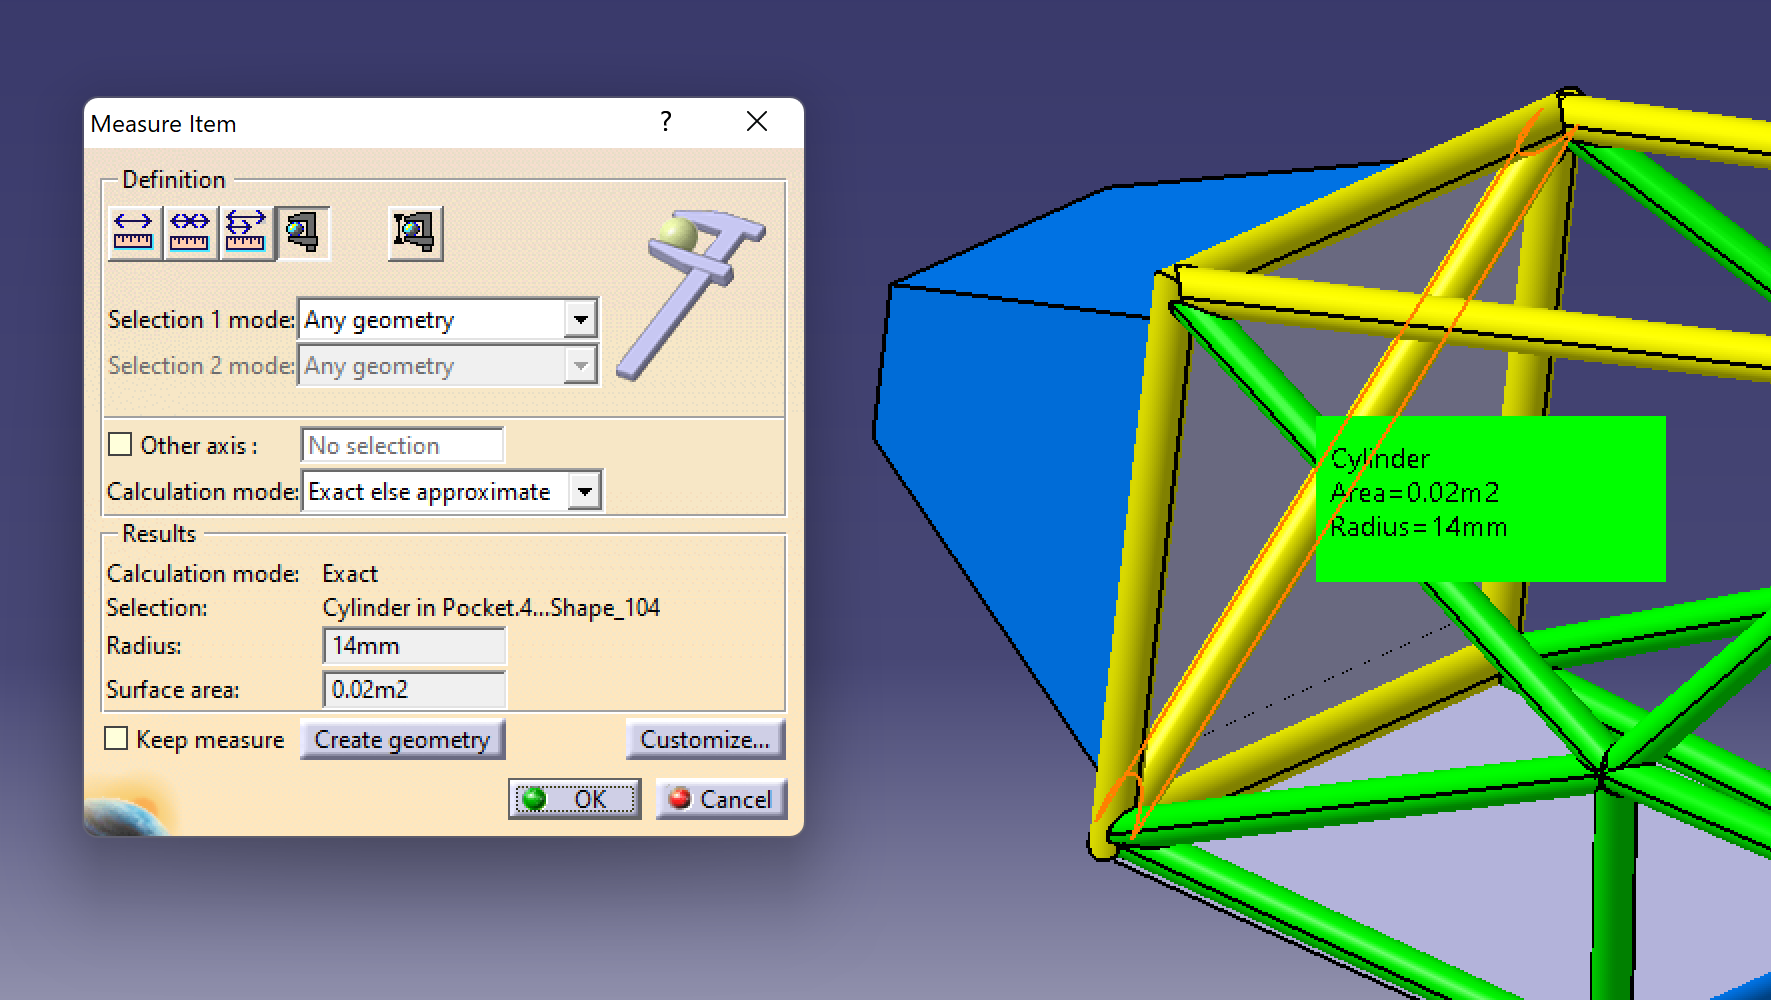 Measure Item
?
Definition
Selection 1 mode: Any geometry
Selection 2 mode: Any geometry
Other axis : No selection
Calculation mode: Exact else approximate
Results
Calculation mode: Exact
Selection: Cylinder in Pocket.4...Shape_104
Radius: 14mm
Surface area: 0.02m2
Keep measure Create geometry Customize...
OK Cancel
Cylinder
Area=0.02m2
Radius=14mm